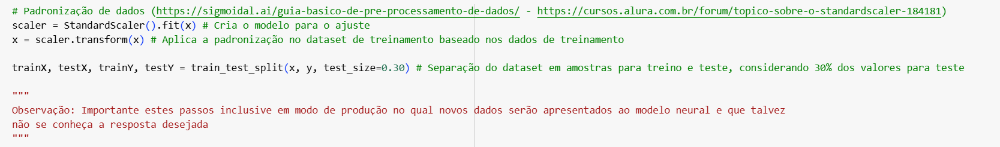 # Padronização de dados (https://sigmoidal.ai/guia-basico-de-pre-processamento-de-dados/ - https://cursos.alura.com.br/forum/topico-sobre-o-standardscaler-184181)
scaler = StandardScaler().fit(x) # Cria o modelo para o ajuste
x = scaler.transform(x) # Aplica a padronização no dataset de treinamento baseado nos dados de treinamento
trainX, testX, trainY, testY = train_test_split(x, y, test_size=0.30) # Separação do dataset em amostras para treino e teste, considerando 30% dos valores para teste
"""
Observação: Importante estes passos inclusive em modo de produção no qual novos dados serão apresentados ao modelo neural e que talvez
não se conheça a resposta desejada
"""